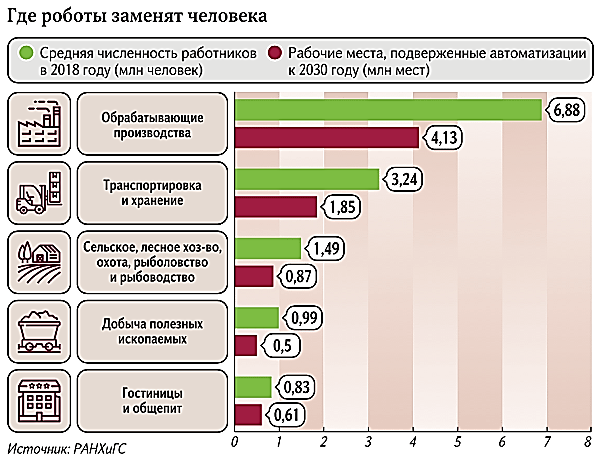 Где роботы заменят человека
Средняя численность работников
в 2018 году (млн человек)
Рабочие места, подверженные автоматизации
к 2030 году (млн мест)
Обрабатывающие
производства
6,88
4,13
Транспортировка
и хранение
3,24
1,85
Сельское, лесное хоз-во,
охота, рыболовство
и рыбоводство
1,49
0,87
Добыча полезных
ископаемых
0,99
0,5
Гостиницы
и общепит
0,83
0,61
0 1 2 3 4 5 6 7 8
Источник: РАНХиГС